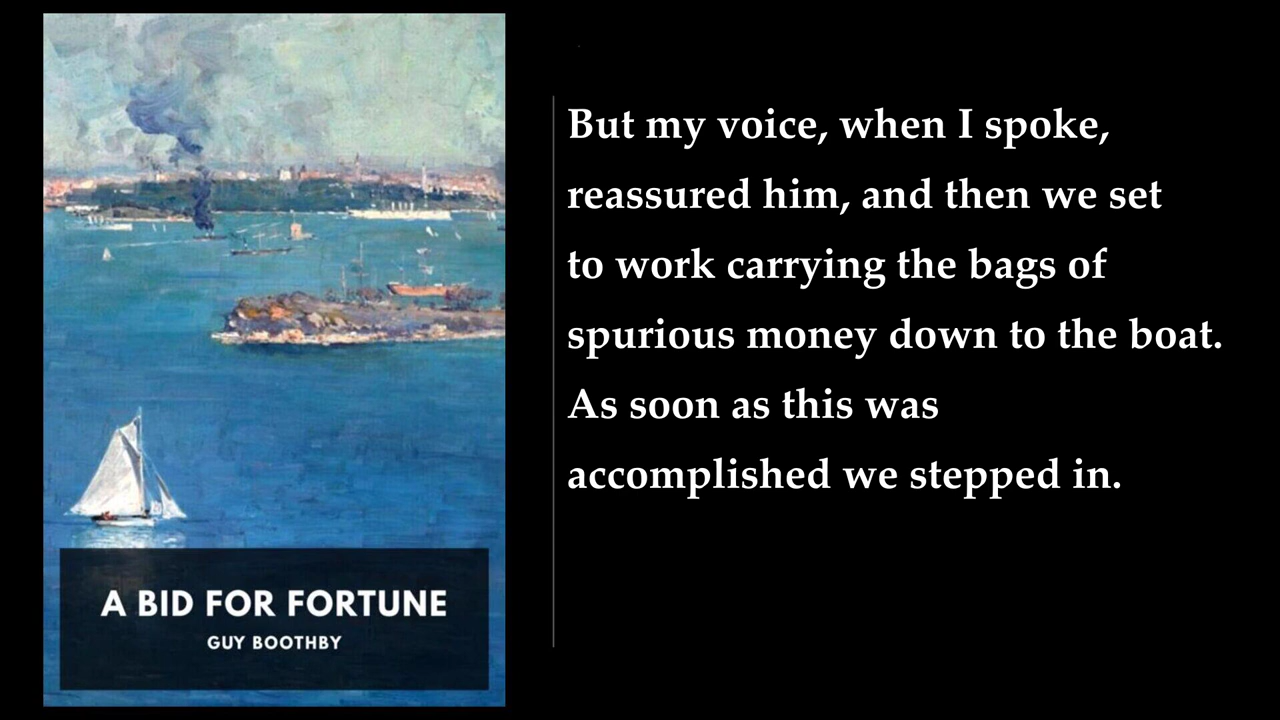 But my voice, when I spoke,
reassured him, and then we set
to work carrying the bags of
spurious money down to the boat.
As soon as this was
accomplished we stepped in.
A BID FOR FORTUNE
GUY BOOTHBY